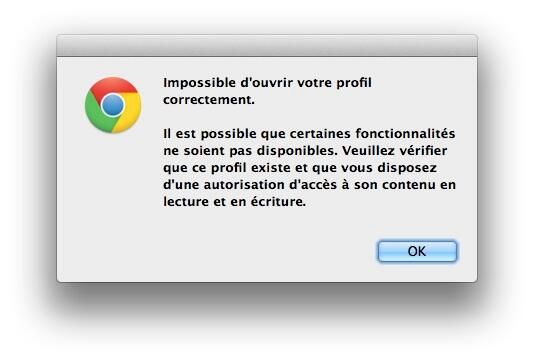 Impossible d'ouvrir votre profil
correctement.
Il est possible que certaines fonctionnalités
ne soient pas disponibles. Veuillez vérifier
que ce profil existe et que vous disposez
d'une autorisation d'accès à son contenu en
lecture et en écriture.
OK